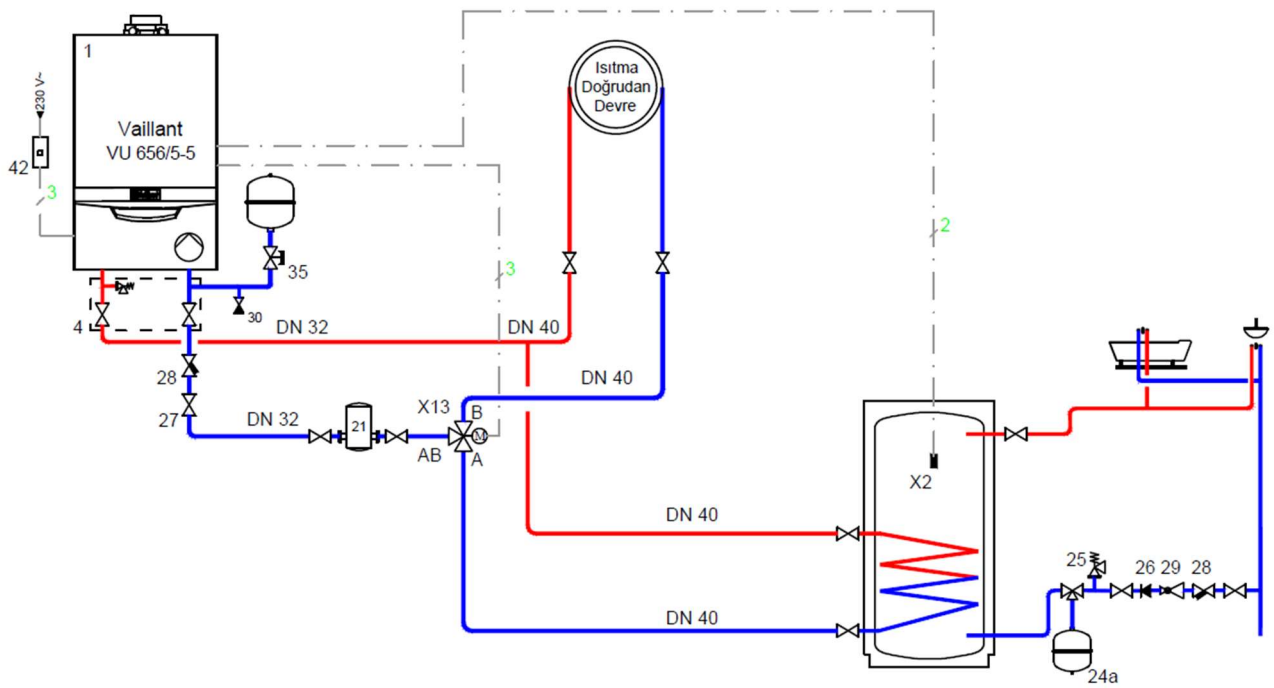 1
230 V~
Vaillant
VU 656/5-5
42
3
Isıtma
Doğrudan
Devre
2
35
3
4
30
DN 32
DN 40
28
DN 40
27
X13
B
DN 32
21
M
AB
A
X2
DN 40
25
26
29
28
DN 40
24a